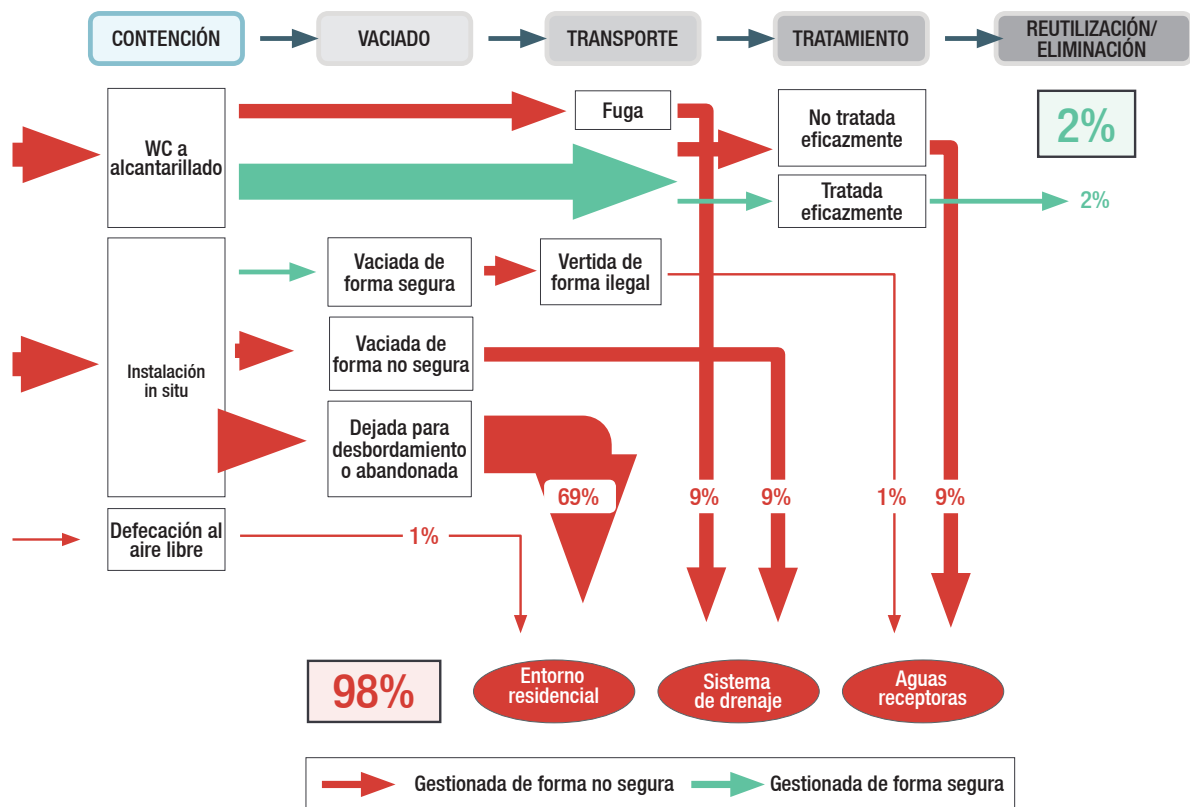 CONTENCIÓN
VACIADO
TRANSPORTE
TRATAMIENTO
REUTILIZACIÓN/
ELIMINACIÓN
WC a
alcantarillado
Fuga
No tratada
eficazmente
2%
Tratada
eficazmente
2%
Instalación
in situ
Vaciada de
forma segura
Vertida de
forma ilegal
Vaciada de
forma no segura
Dejada para
desbordamiento
o abandonada
69%
9%
9%
1%
9%
Defecación al
aire libre
1%
98%
Entorno
residencial
Sistema
de drenaje
Aguas
receptoras
Gestionada de forma no segura
Gestionada de forma segura